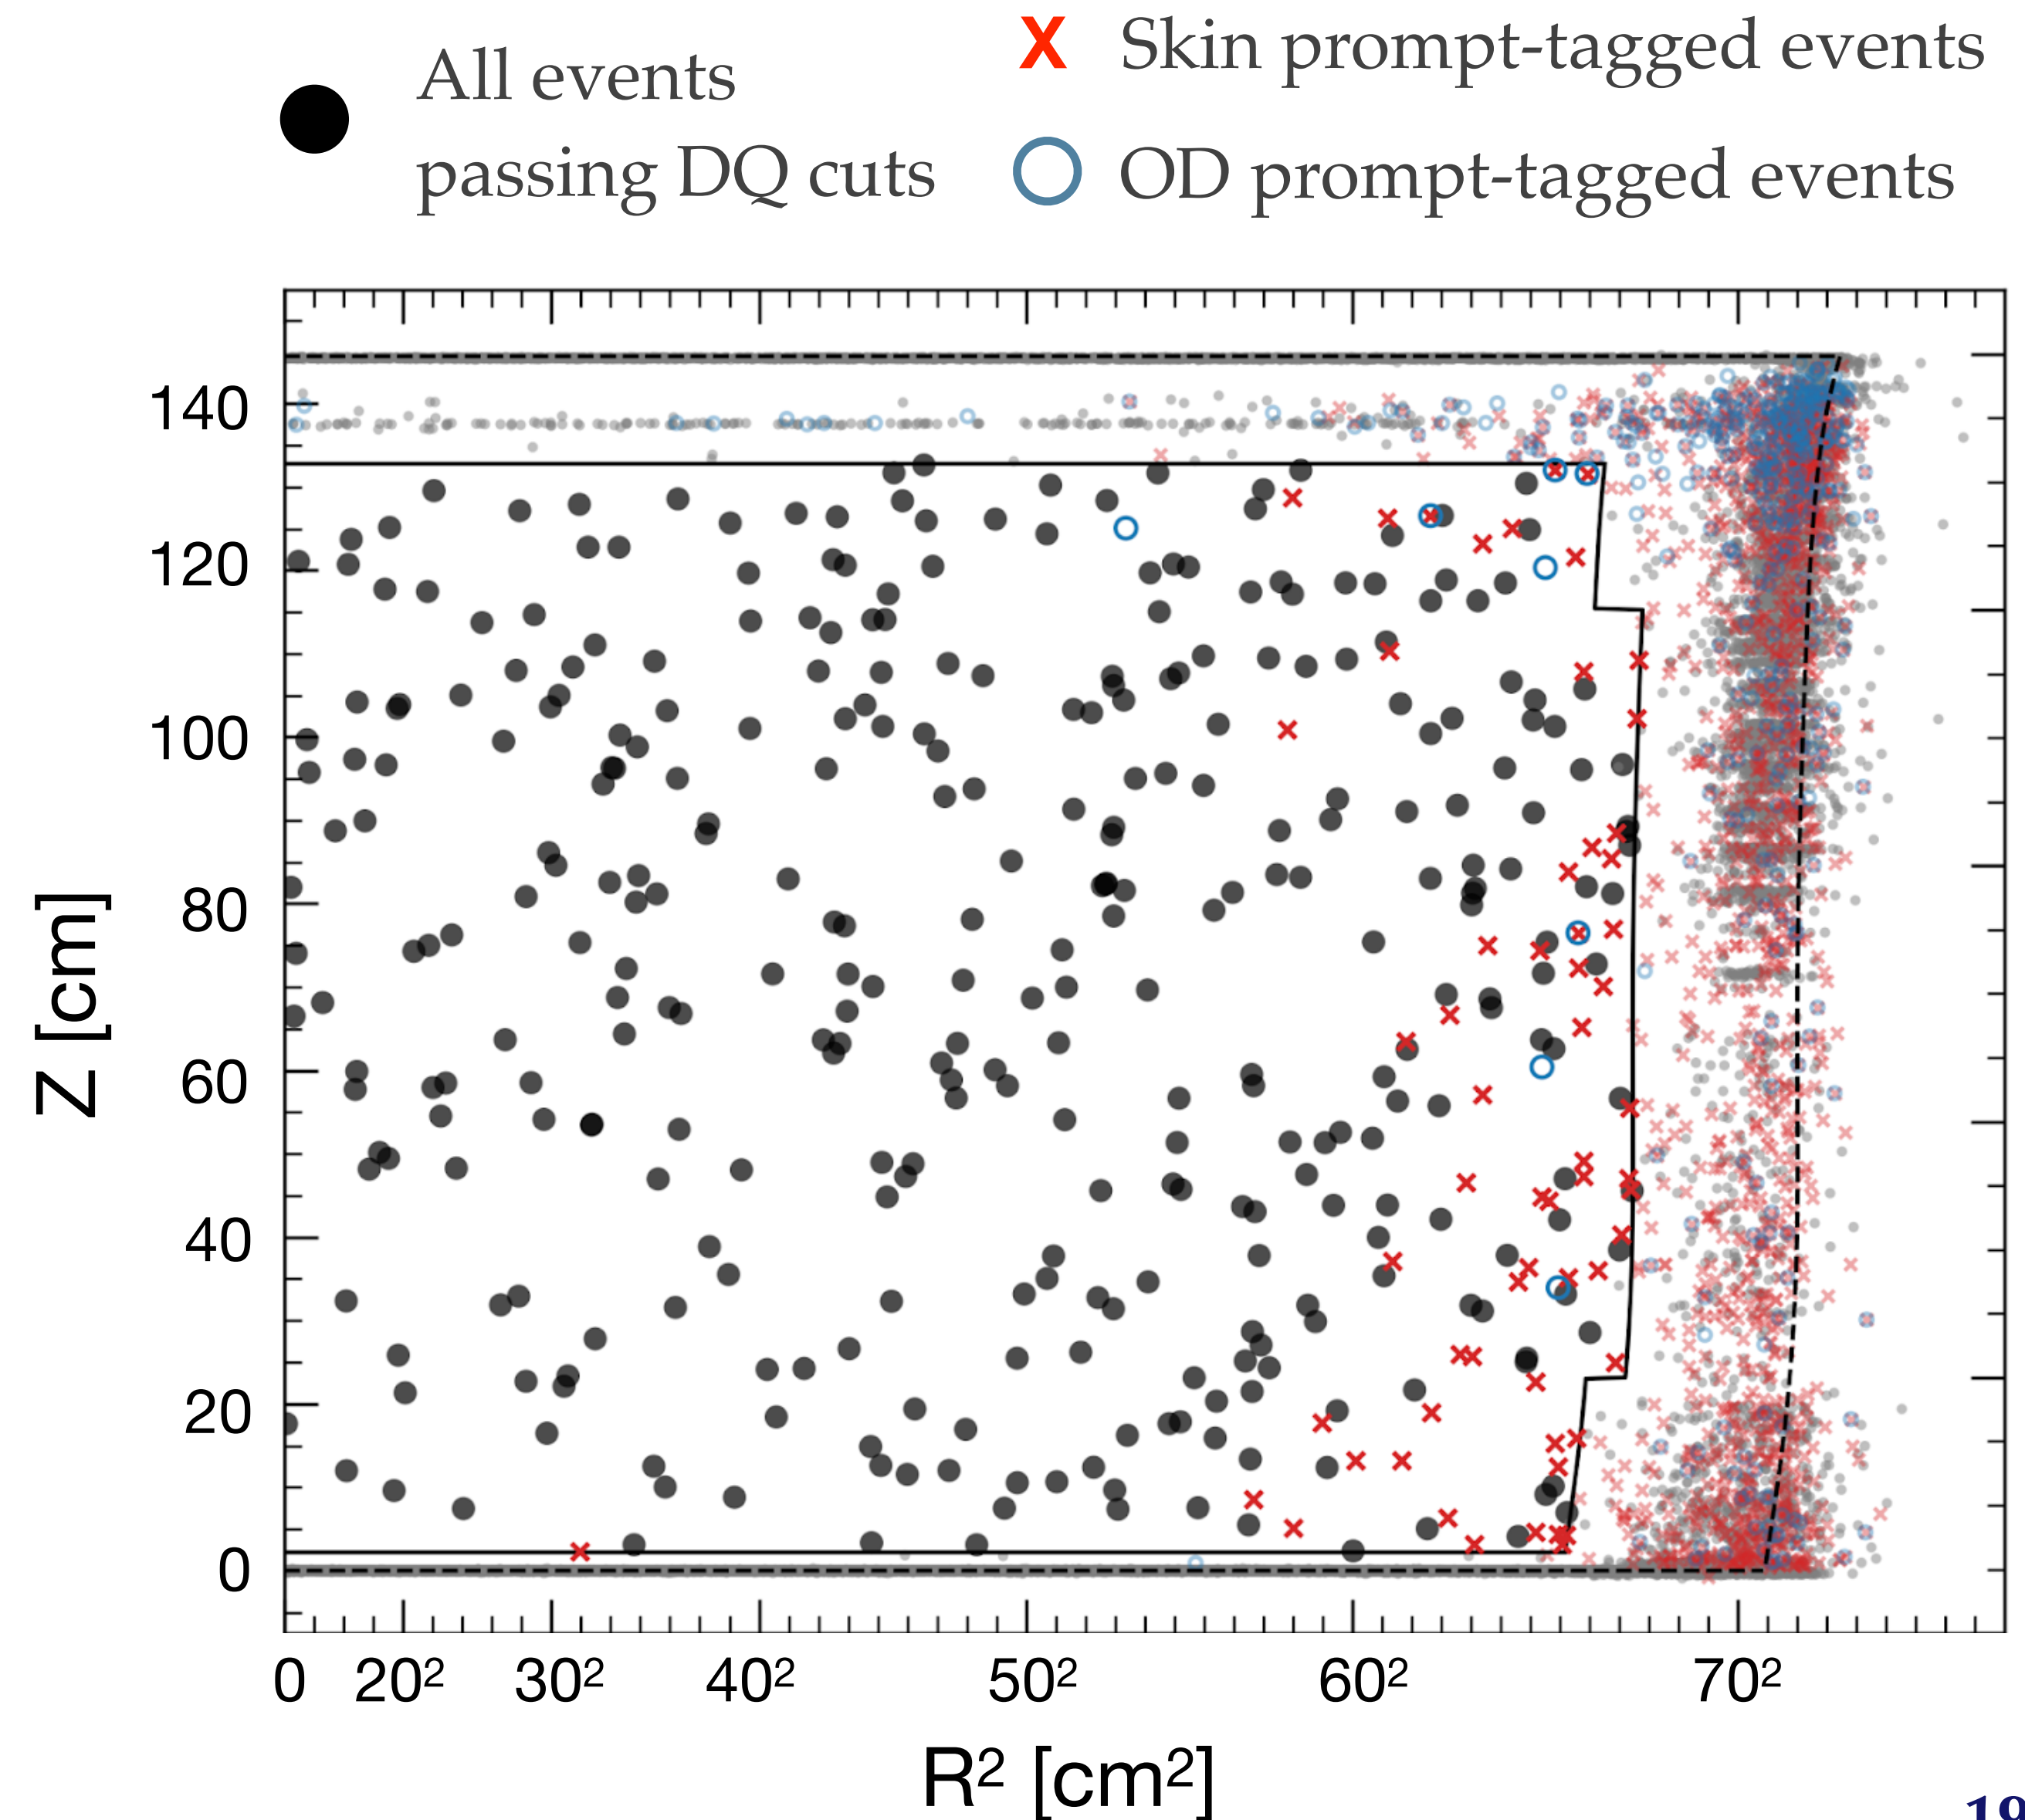 All events
passing DQ cuts
X Skin prompt-tagged events
OD prompt-tagged events
Z [cm]
140
120
100
80
60
40
20
0
0 20² 30² 40² 50² 60² 70²
R² [cm²]